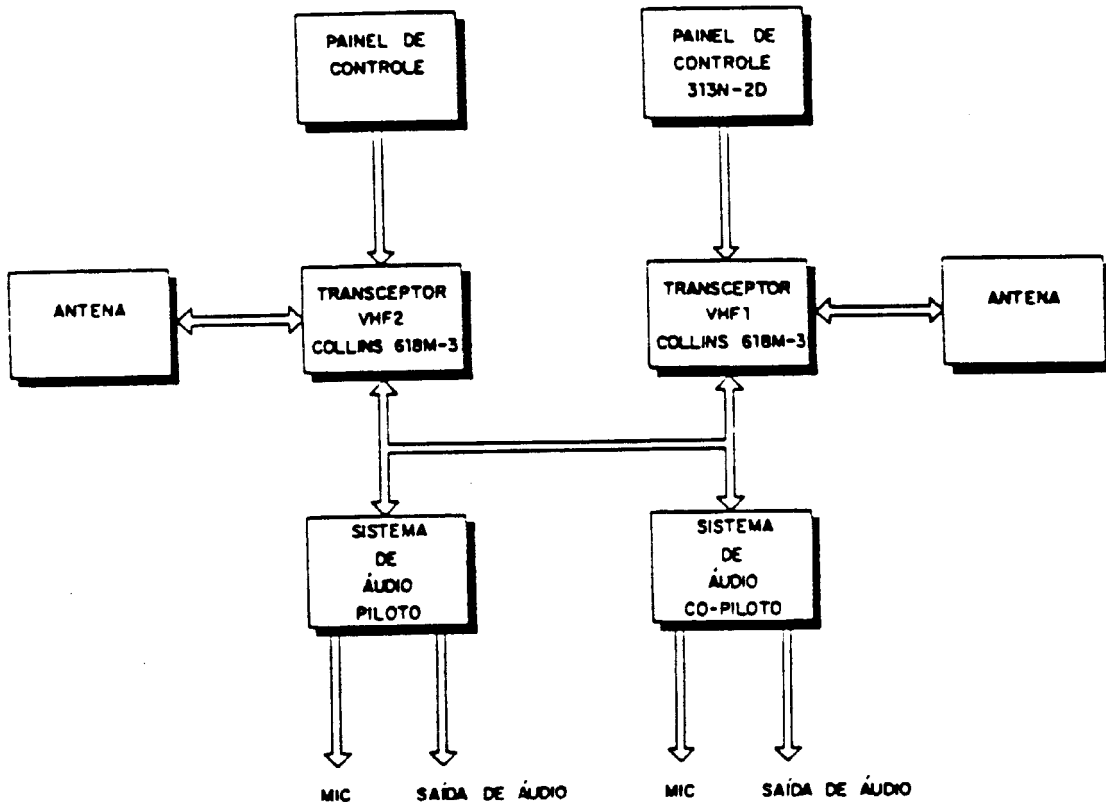 PAINEL DE
CONTROLE
PAINEL DE
CONTROLE
313N-2D
ANTENA
TRANSCEPTOR
VHF2
COLLINS 618M-3
TRANSCEPTOR
VHF1
COLLINS 618M-3
ANTENA
SISTEMA
DE
ÁUDIO
PILOTO
SISTEMA
DE
ÁUDIO
CO-PILOTO
MIC
SAÍDA DE ÁUDIO
MIC
SAÍDA DE ÁUDIO